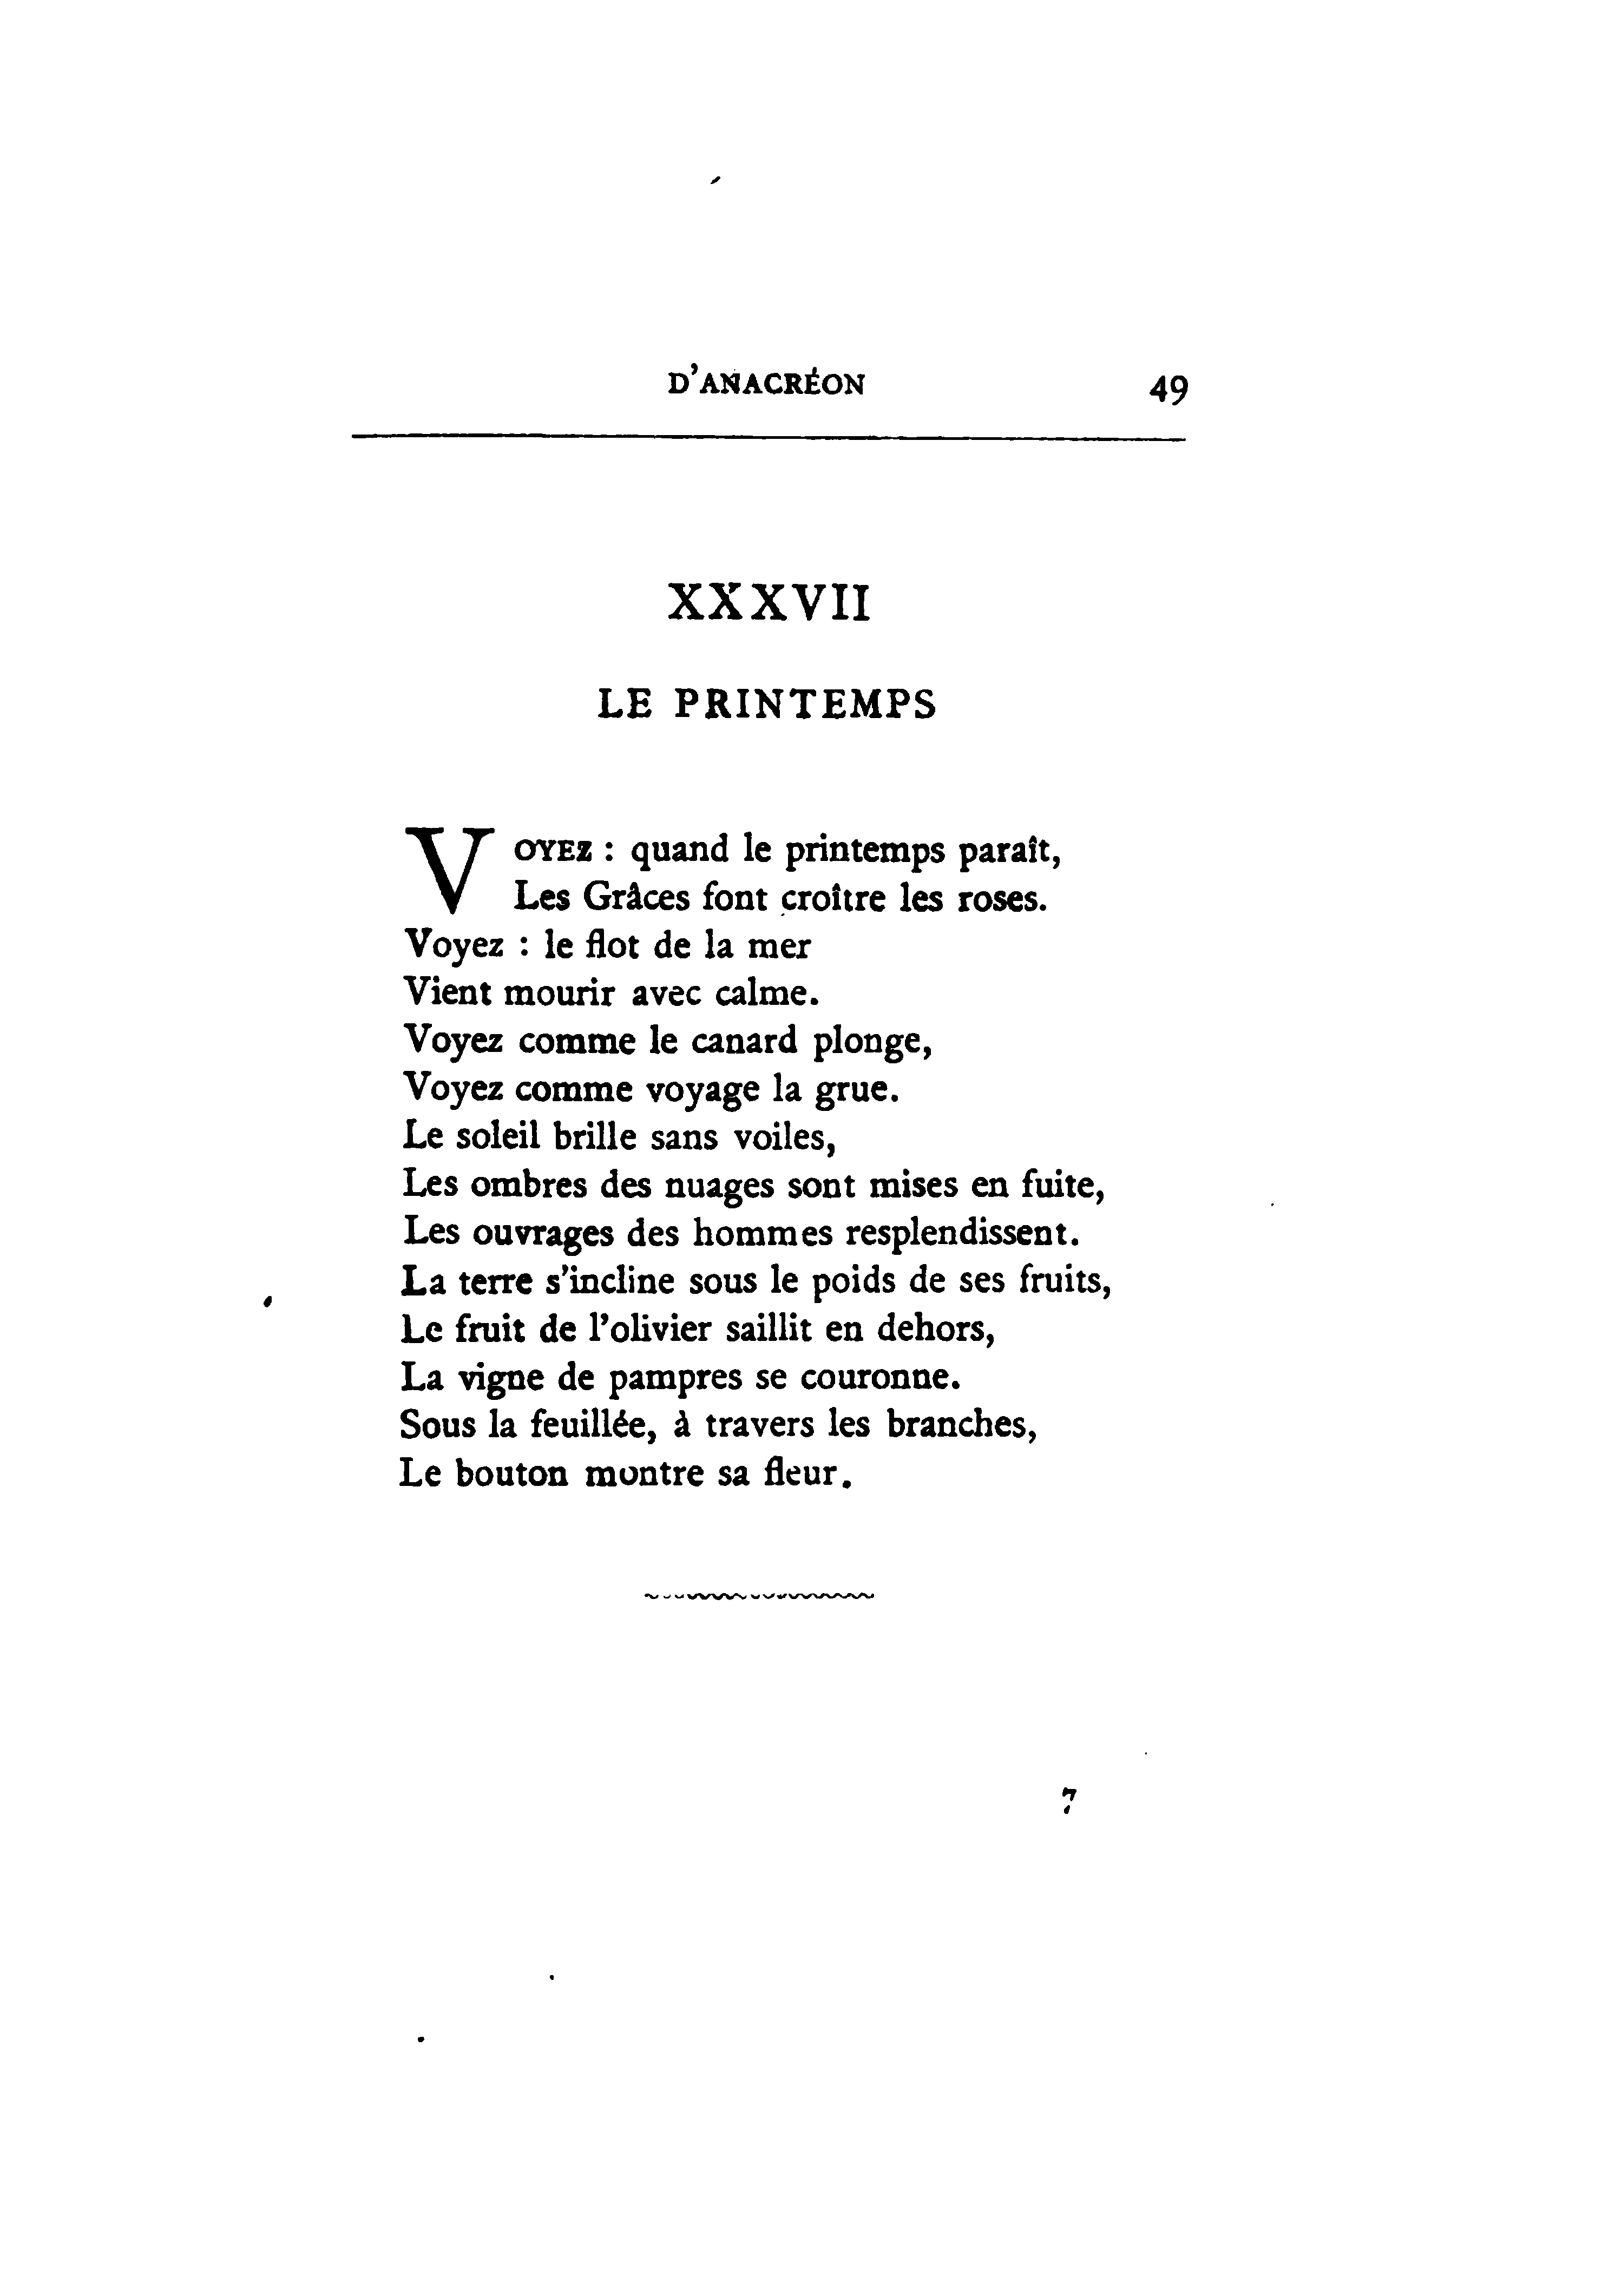 D'ANACRÉON 49
XXXVII
LE PRINTEMPS
VOYEZ : quand le printemps paraît,
Les Grâces font croître les roses.
Voyez : le flot de la mer
Vient mourir avec calme.
Voyez comme le canard plonge,
Voyez comme voyage la grue.
Le soleil brille sans voiles,
Les ombres des nuages sont mises en fuite,
Les ouvrages des hommes resplendissent.
La terre s'incline sous le poids de ses fruits,
Le fruit de l'olivier saillit en dehors,
La vigne de pampres se couronne.
Sous la feuillée, à travers les branches,
Le bouton montre sa fleur.
7